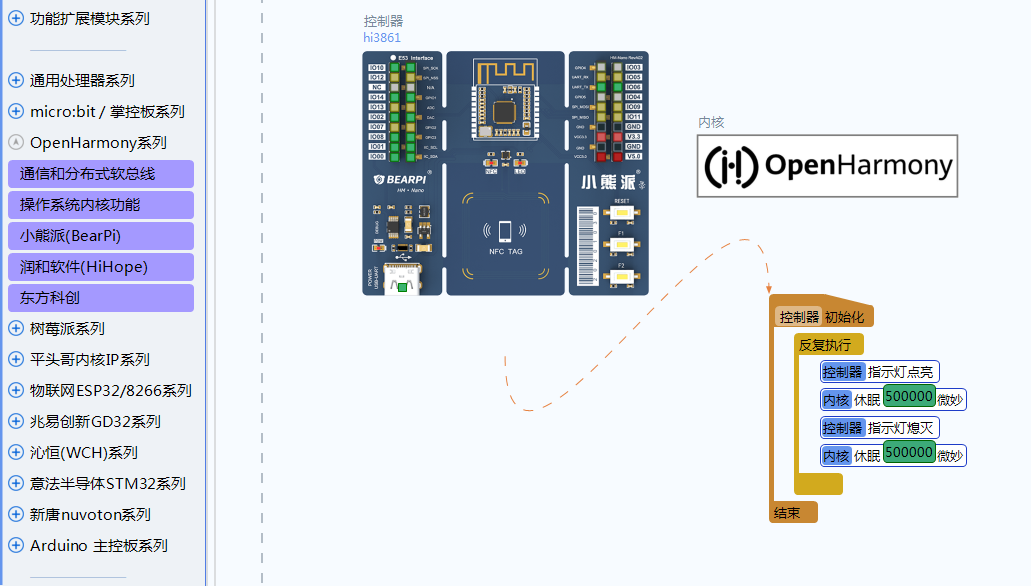 功能扩展模块系列
通用处理器系列
micro:bit / 掌控板系列
OpenHarmony系列
通信和分布式软总线
操作系统内核功能
小熊派(BearPi)
润和软件(HiHope)
东方科创
树莓派系列
平头哥内核IP系列
物联网ESP32/8266系列
兆易创新GD32系列
沁恒(WCH)系列
意法半导体STM32系列
新唐nuvoton系列
Arduino 主控板系列
控制器
hi3861
E53 Interface
IO10
IO12
NC
IO14
IO13
IO02
IO07
IO08
IO01
IO00
BEARPI
HM • Nano
POWER
USB-UART
NFC
LED
NFC TAG
IO03
IO05
IO06
IO04
IO09
IO11
GND
V3.3
GND
V5.0
小熊派
RESET
F1
F2
内核
OpenHarmony
控制器 初始化
反复执行
控制器 指示灯点亮
内核 休眠 500000 微妙
控制器 指示灯熄灭
内核 休眠 500000 微妙
结束